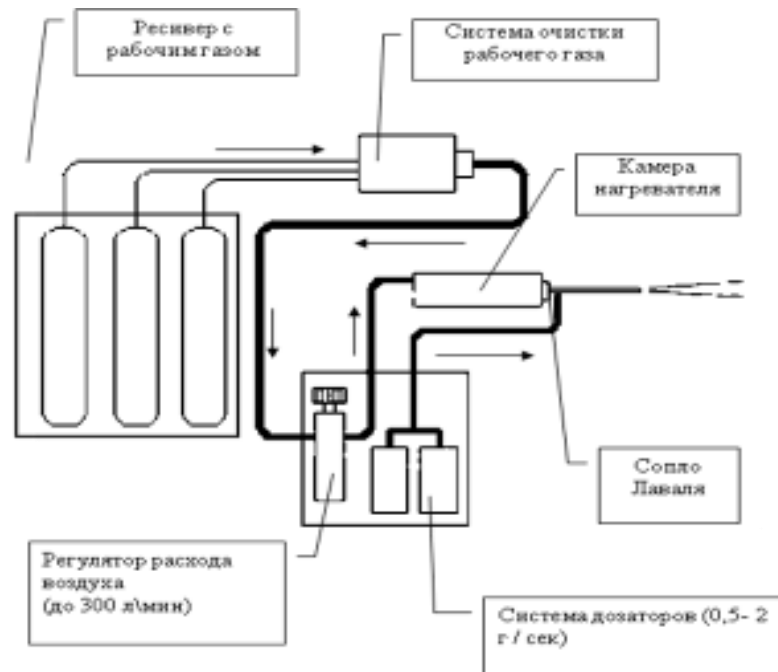 Ресивер с
рабочим газом
Система очистки
рабочего газа
Камера
нагревателя
Сопло
Лаваля
Регулятор расхода
воздуха
(до 300 л\мин)
Система дозаторов (0,5- 2
г / сек)